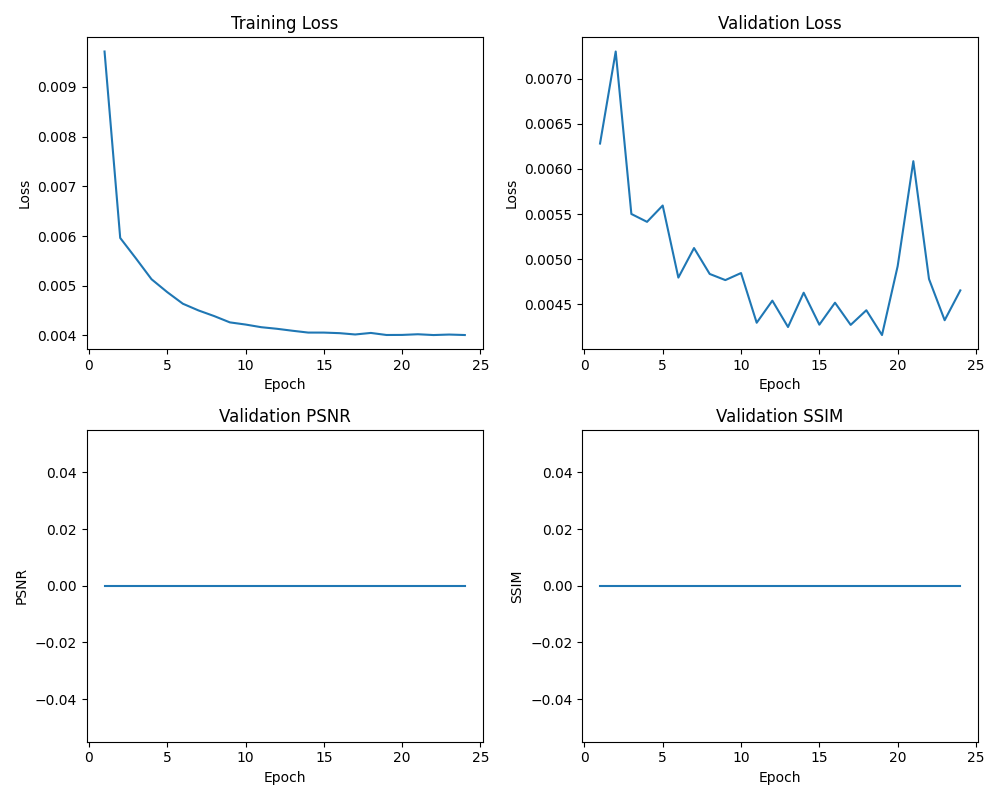 Training Loss
Loss
0.009
0.008
0.007
0.006
0.005
0.004
0 5 10 15 20 25
Epoch
Validation Loss
Loss
0.0070
0.0065
0.0060
0.0055
0.0050
0.0045
0 5 10 15 20 25
Epoch
Validation PSNR
PSNR
0.04
0.02
0.00
−0.02
−0.04
0 5 10 15 20 25
Epoch
Validation SSIM
SSIM
0.04
0.02
0.00
−0.02
−0.04
0 5 10 15 20 25
Epoch